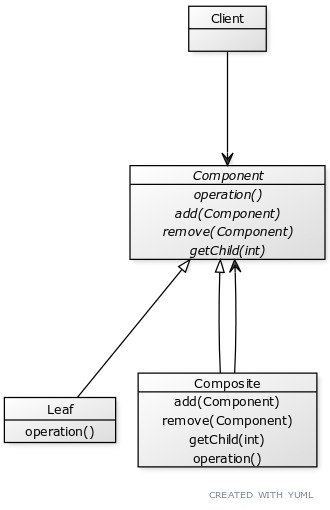 Client
Component
operation()
add(Component)
remove(Component)
getChild(int)
Leaf
operation()
Composite
add(Component)
remove(Component)
getChild(int)
operation()
CREATED WITH YUML